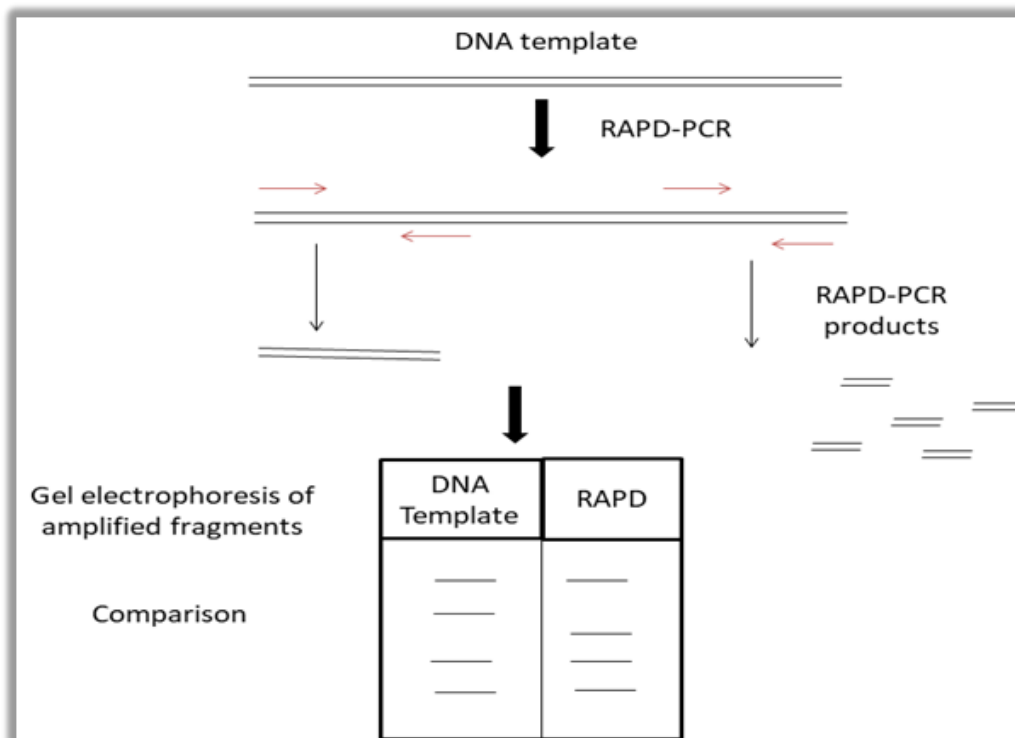 DNA template
RAPD-PCR
RAPD-PCR
products
Gel electrophoresis of
amplified fragments
DNA
Template
RAPD
Comparison